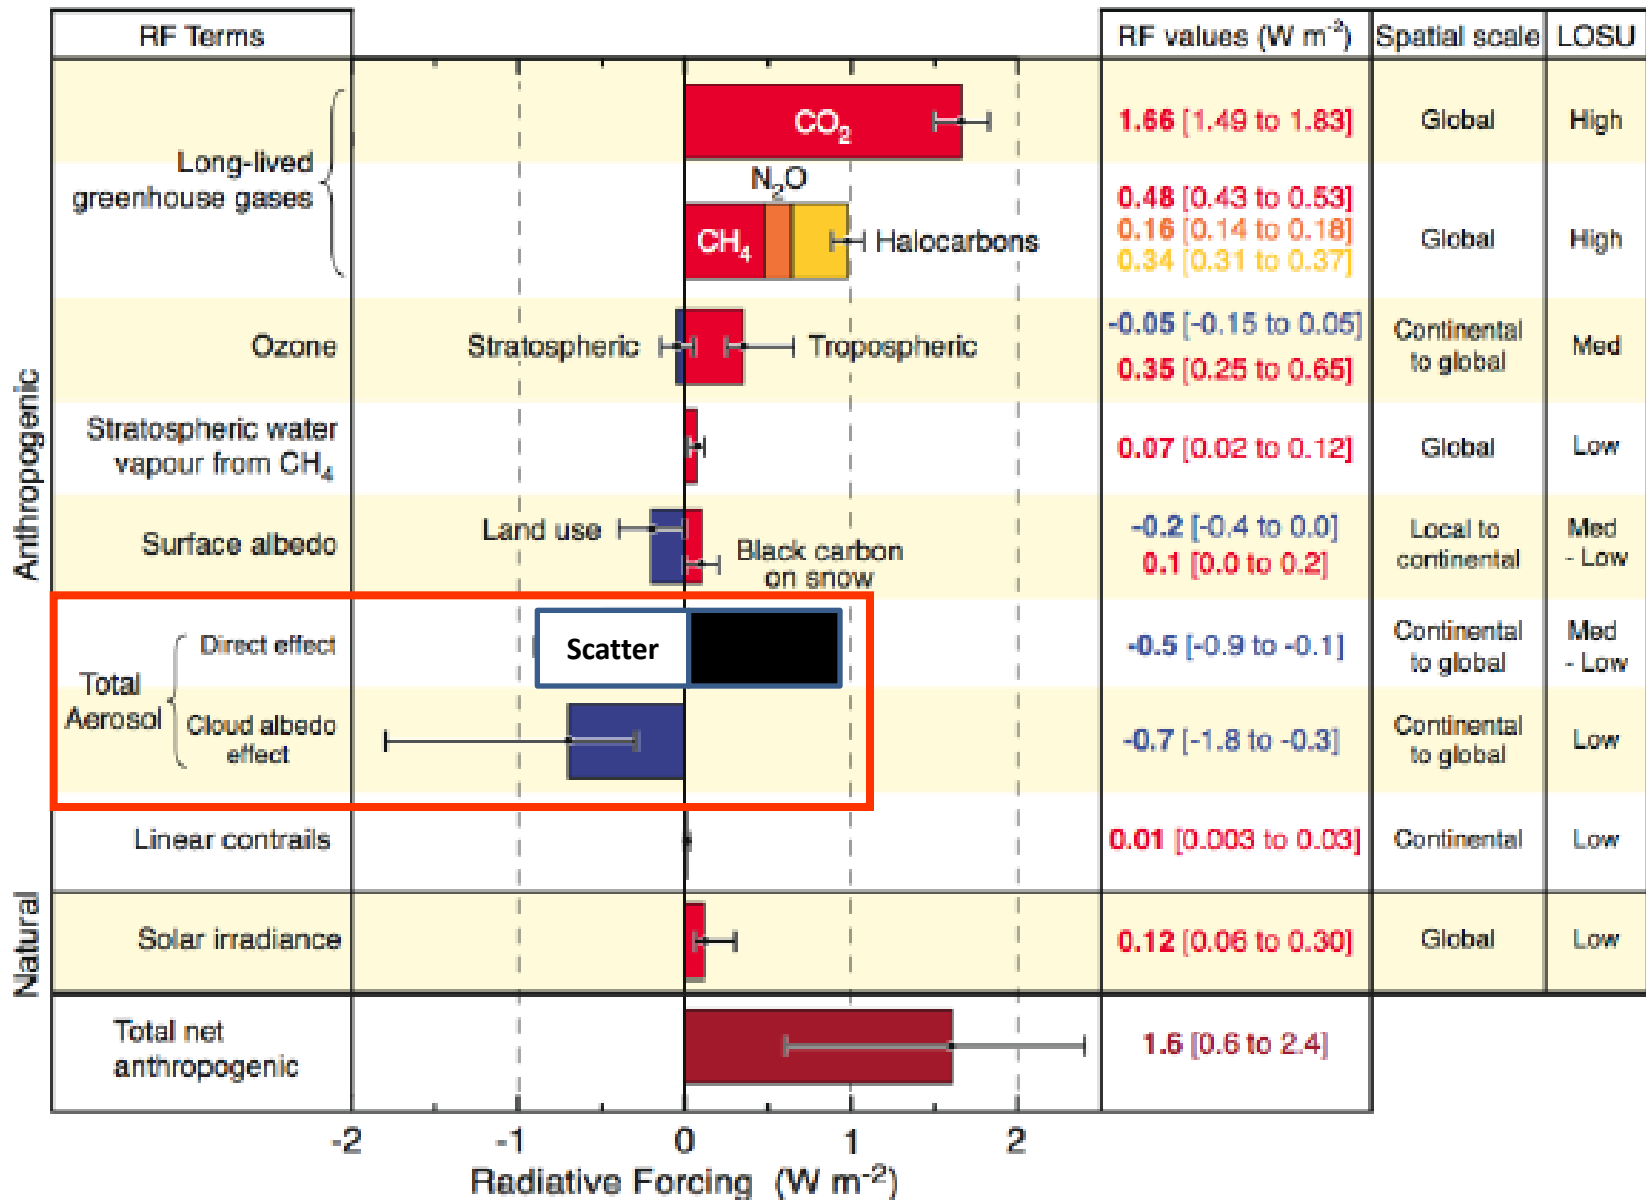 RF Terms
RF values (W m⁻²)
Spatial scale
LOSU
Anthropogenic
Long-lived
greenhouse gases
CO₂
1.66 [1.49 to 1.83]
Global
High
N₂O
CH₄
Halocarbons
0.48 [0.43 to 0.53]
0.16 [0.14 to 0.18]
0.34 [0.31 to 0.37]
Global
High
Ozone
Stratospheric
Tropospheric
-0.05 [-0.15 to 0.05]
0.35 [0.25 to 0.65]
Continental
to global
Med
Stratospheric water
vapour from CH₄
0.07 [0.02 to 0.12]
Global
Low
Surface albedo
Land use
Black carbon
on snow
-0.2 [-0.4 to 0.0]
0.1 [0.0 to 0.2]
Local to
continental
Med
- Low
Total
Aerosol
Direct effect
Scatter
-0.5 [-0.9 to -0.1]
Continental
to global
Med
- Low
Cloud albedo
effect
-0.7 [-1.8 to -0.3]
Continental
to global
Low
Linear contrails
0.01 [0.003 to 0.03]
Continental
Low
Natural
Solar irradiance
0.12 [0.06 to 0.30]
Global
Low
Total net
anthropogenic
1.6 [0.6 to 2.4]
-2 -1 0 1 2
Radiative Forcing (W m⁻²)